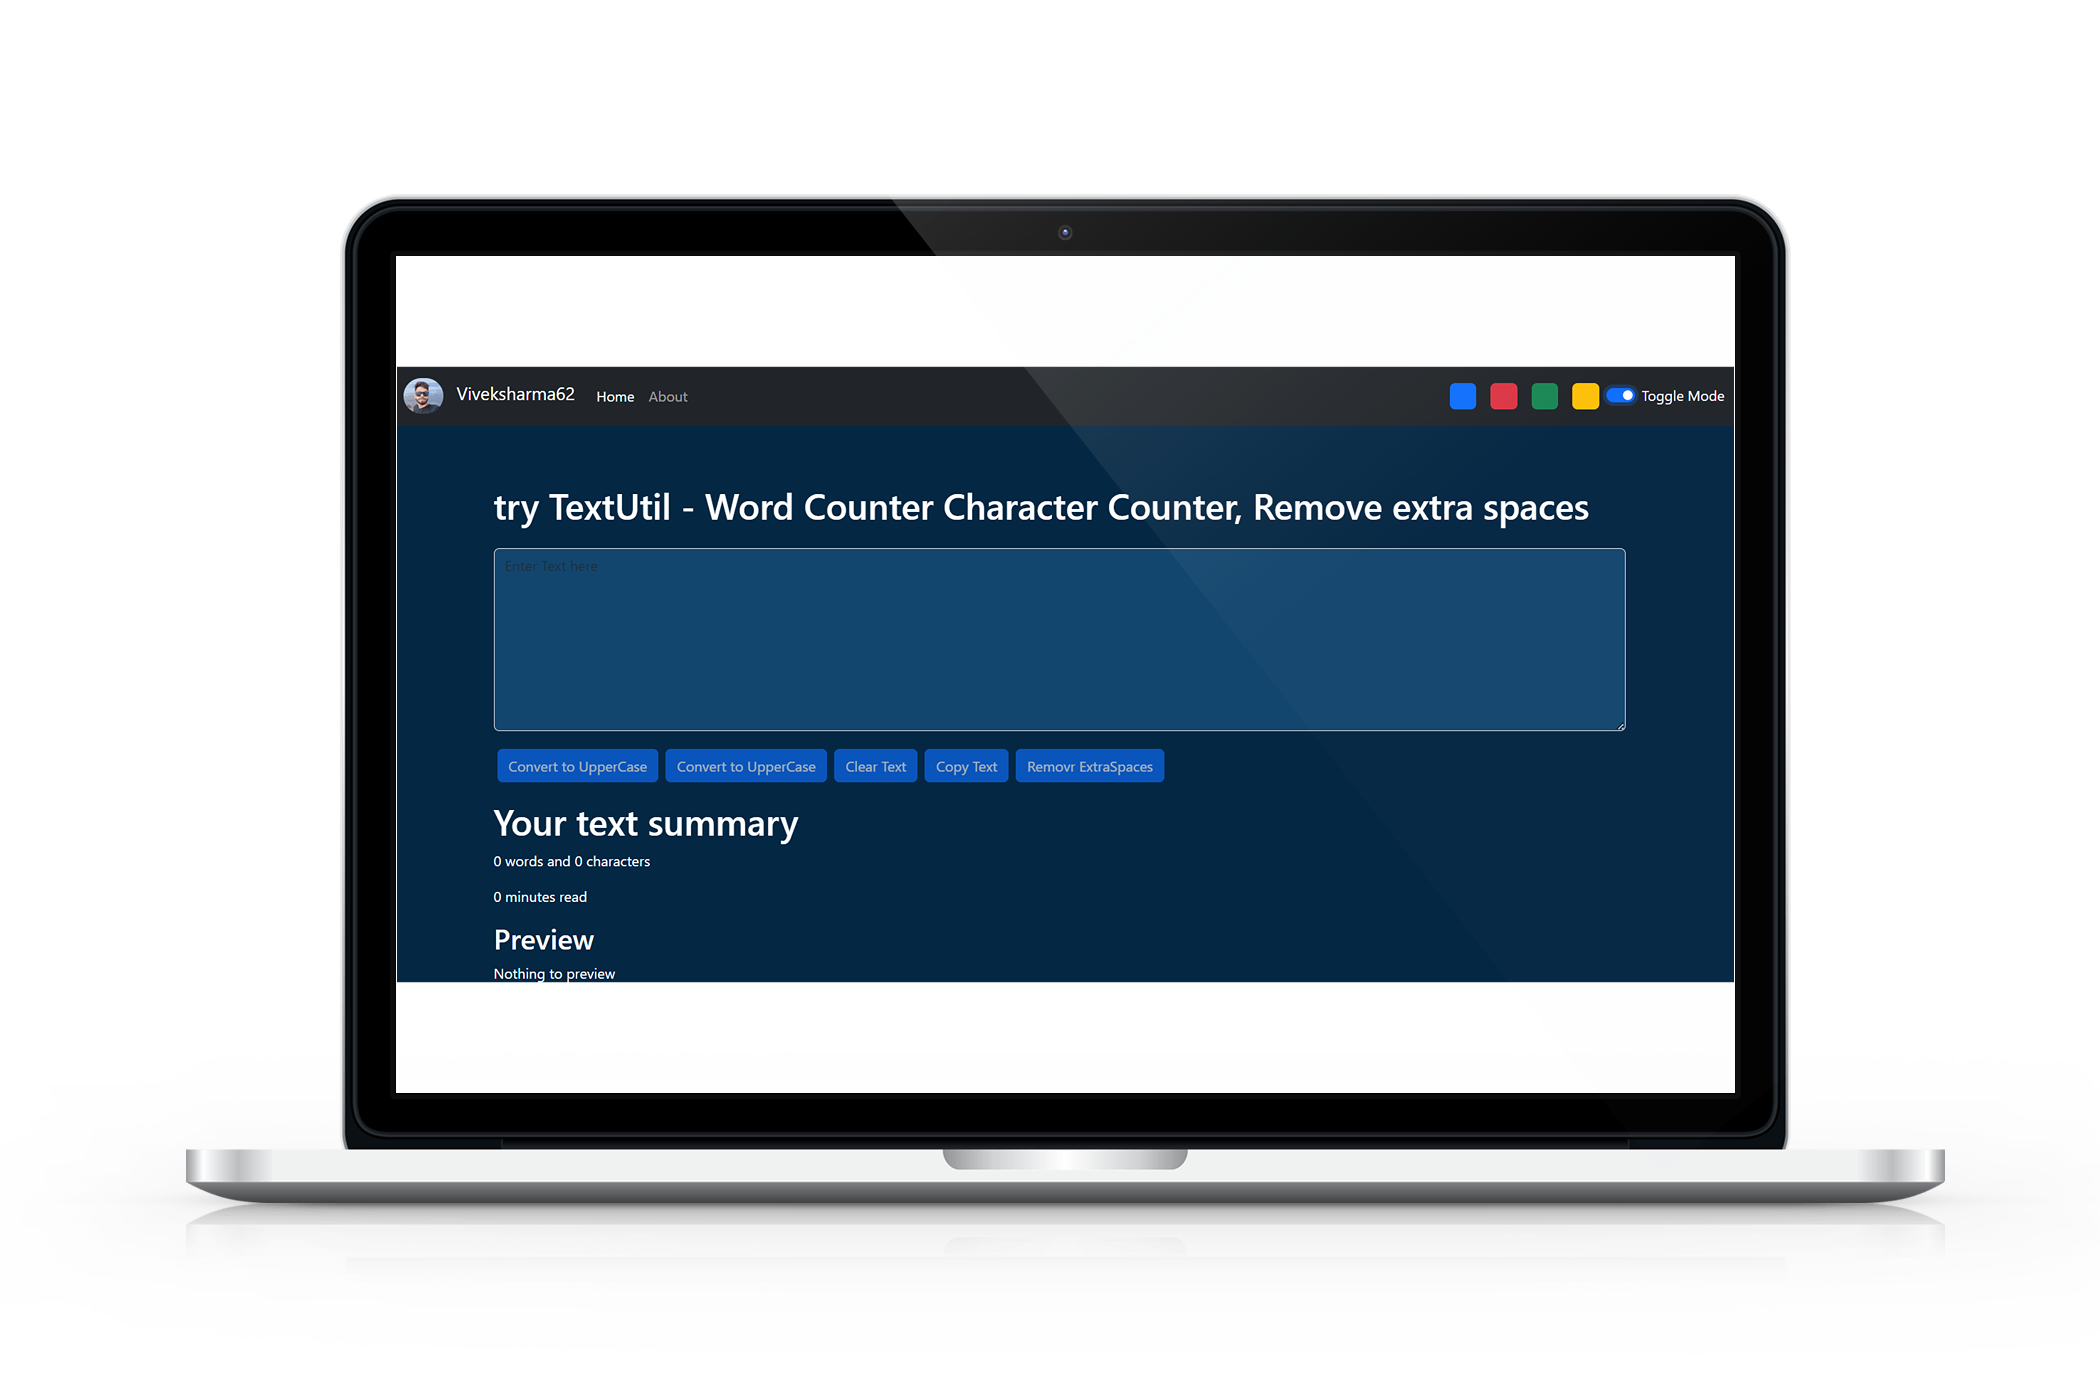 Viveksharma62 Home About Toggle Mode
try TextUtil - Word Counter Character Counter, Remove extra spaces
Enter Text here
Convert to UpperCase Convert to UpperCase Clear Text Copy Text Removr ExtraSpaces
Your text summary
0 words and 0 characters
0 minutes read
Preview
Nothing to preview